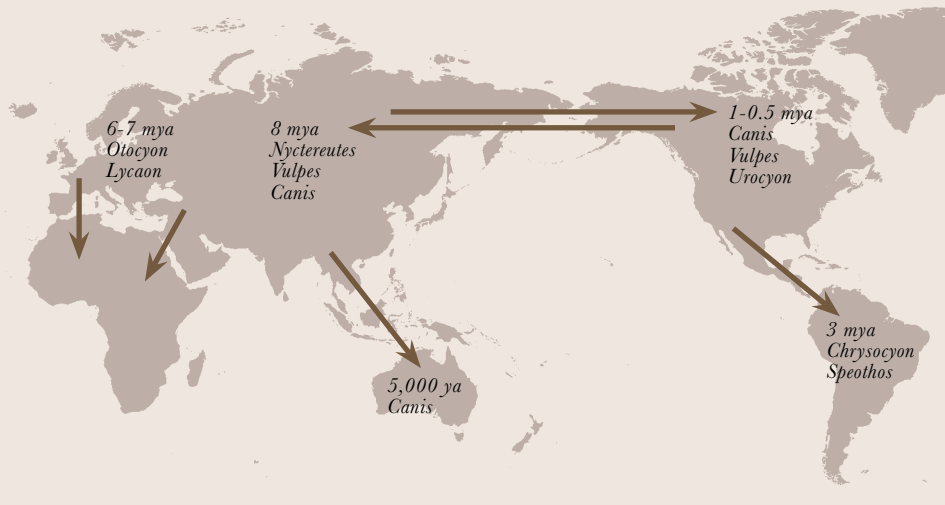 6-7 mya
Otocyon
Lycaon
8 mya
Nyctereutes
Vulpes
Canis
1-0.5 mya
Canis
Vulpes
Urocyon
3 mya
Chrysocyon
Speothos
5,000 ya
Canis